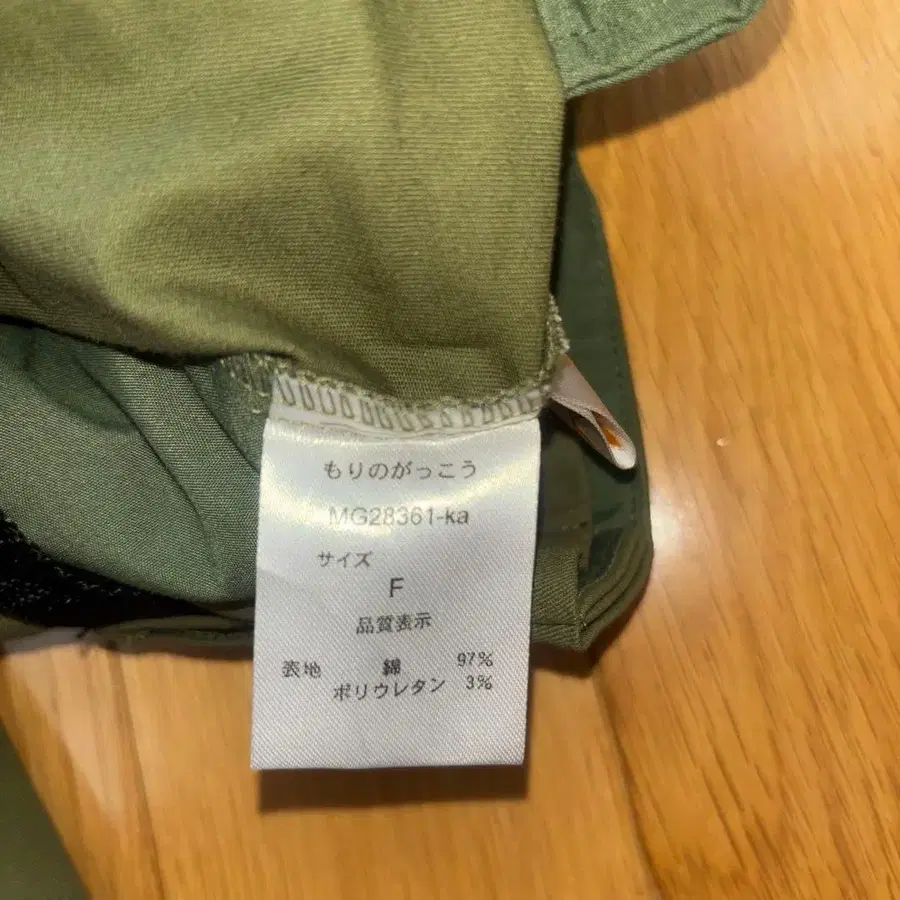 もりのがっこう
MG28361-ka
サイズ
F
品質表示
表地 綿 97%
ポリウレタン 3%